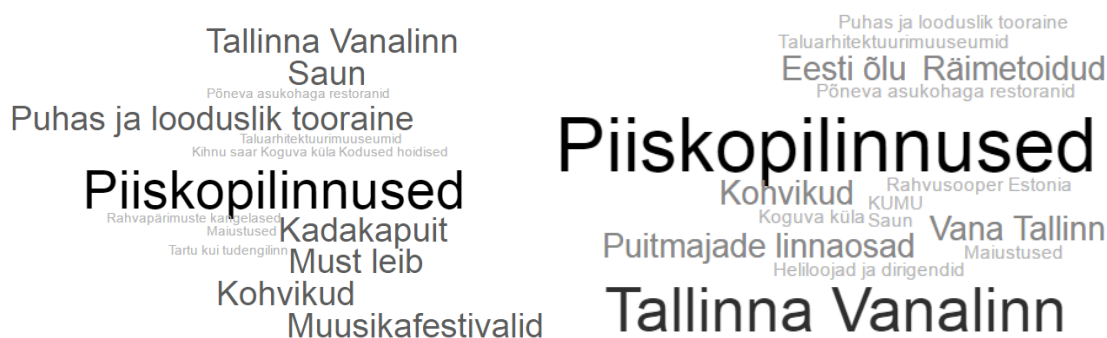 Tallinna Vanalinn
Saun
Põneva asukohaga restoranid
Puhas ja looduslik tooraine
Taluarhitektuurimuuseumid
Kihnu saar Koguva küla Kodused hoidised
Piiskopilinnused
Rahvapärimuste kangelased
Maiustused
Kadakapuit
Tartu kui tudengilinn
Must leib
Kohvikud
Muusikafestivalid
Puhas ja looduslik tooraine
Taluarhitektuurimuuseumid
Eesti õlu Räimetoidud
Põneva asukohaga restoranid
Piiskopilinnused
Kohvikud
Rahvusooper Estonia
KUMU
Koguva küla
Saun
Vana Tallinn
Puitmajade linnaosad
Maiustused
Heliloojad ja dirigendid
Tallinna Vanalinn